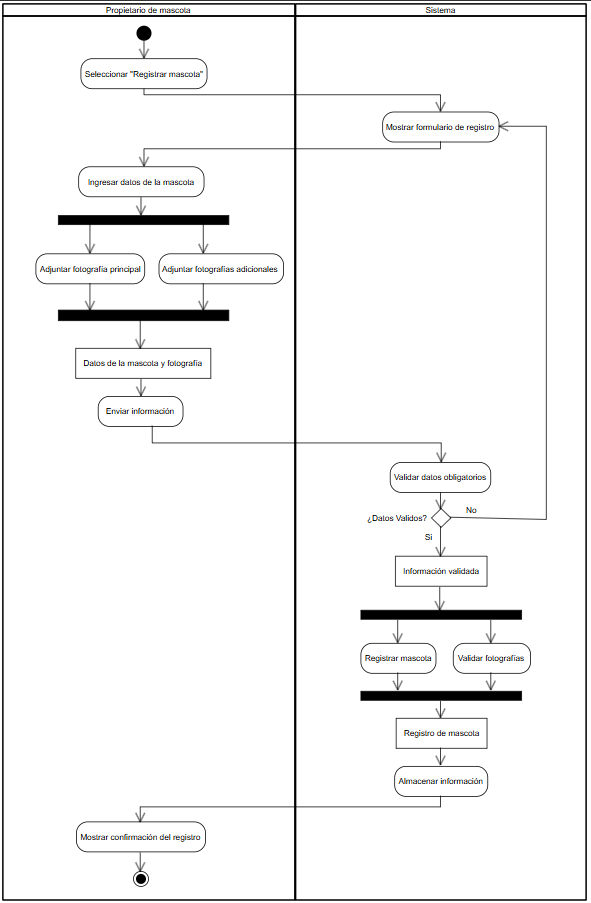 Propietario de mascota
Sistema
Seleccionar "Registrar mascota"
Mostrar formulario de registro
Ingresar datos de la mascota
Adjuntar fotografía principal
Adjuntar fotografías adicionales
Datos de la mascota y fotografía
Enviar información
Validar datos obligatorios
¿Datos Validos?
No
Si
Información validada
Registrar mascota
Validar fotografías
Registro de mascota
Almacenar información
Mostrar confirmación del registro